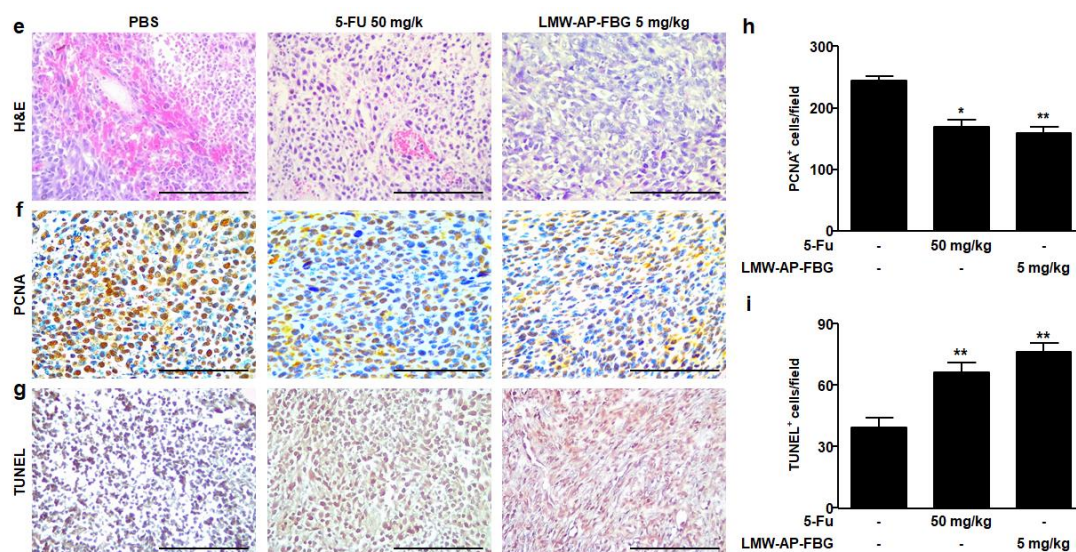 e
PBS
5-FU 50 mg/k
LMW-AP-FBG 5 mg/kg
H&E
f
PCNA
g
TUNEL
h
300
200
100
0
PCNA⁺ cells/field
*
**
5-Fu - 50 mg/kg -
LMW-AP-FBG - - 5 mg/kg
i
90
60
30
0
TUNEL⁺ cells/field
**
**
5-Fu - 50 mg/kg -
LMW-AP-FBG - - 5 mg/kg